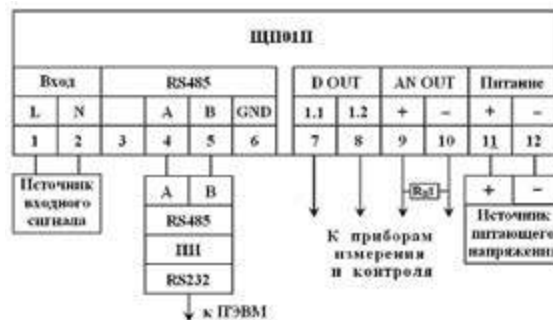 ЩП01П
Вход RS485 D OUT AN OUT Питание
L N A B GND 1.1 1.2 + − + −
1 2 3 4 5 6 7 8 9 10 11 12
Источник
входного
сигнала
A B
RS485
ПИ
RS232
к ПЭВМ
Rн1
К приборам
измерения
и контроля
+ −
Источник
питающего
напряжения